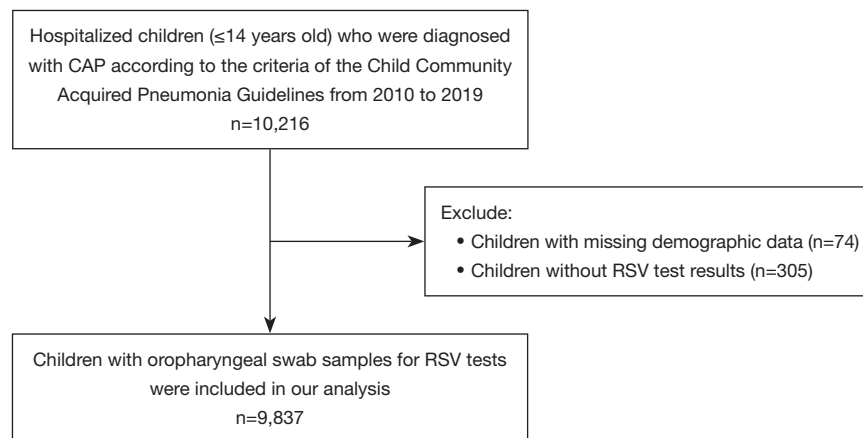 Hospitalized children (≤14 years old) who were diagnosed
with CAP according to the criteria of the Child Community
Acquired Pneumonia Guidelines from 2010 to 2019
n=10,216
Exclude:
• Children with missing demographic data (n=74)
• Children without RSV test results (n=305)
Children with oropharyngeal swab samples for RSV tests
were included in our analysis
n=9,837